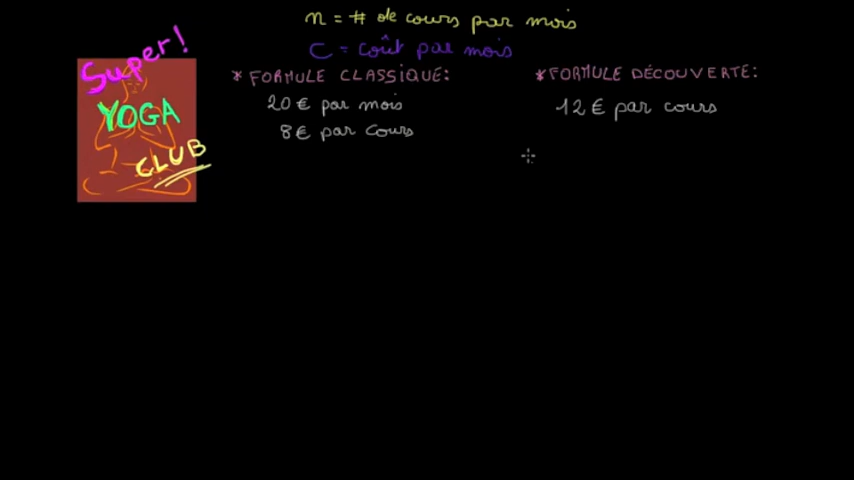 n = # de cours par mois
C = coût par mois
Super!
YOGA
CLUB
* FORMULE CLASSIQUE:
20 € par mois
8 € par cours
* FORMULE DÉCOUVERTE:
12 € par cours